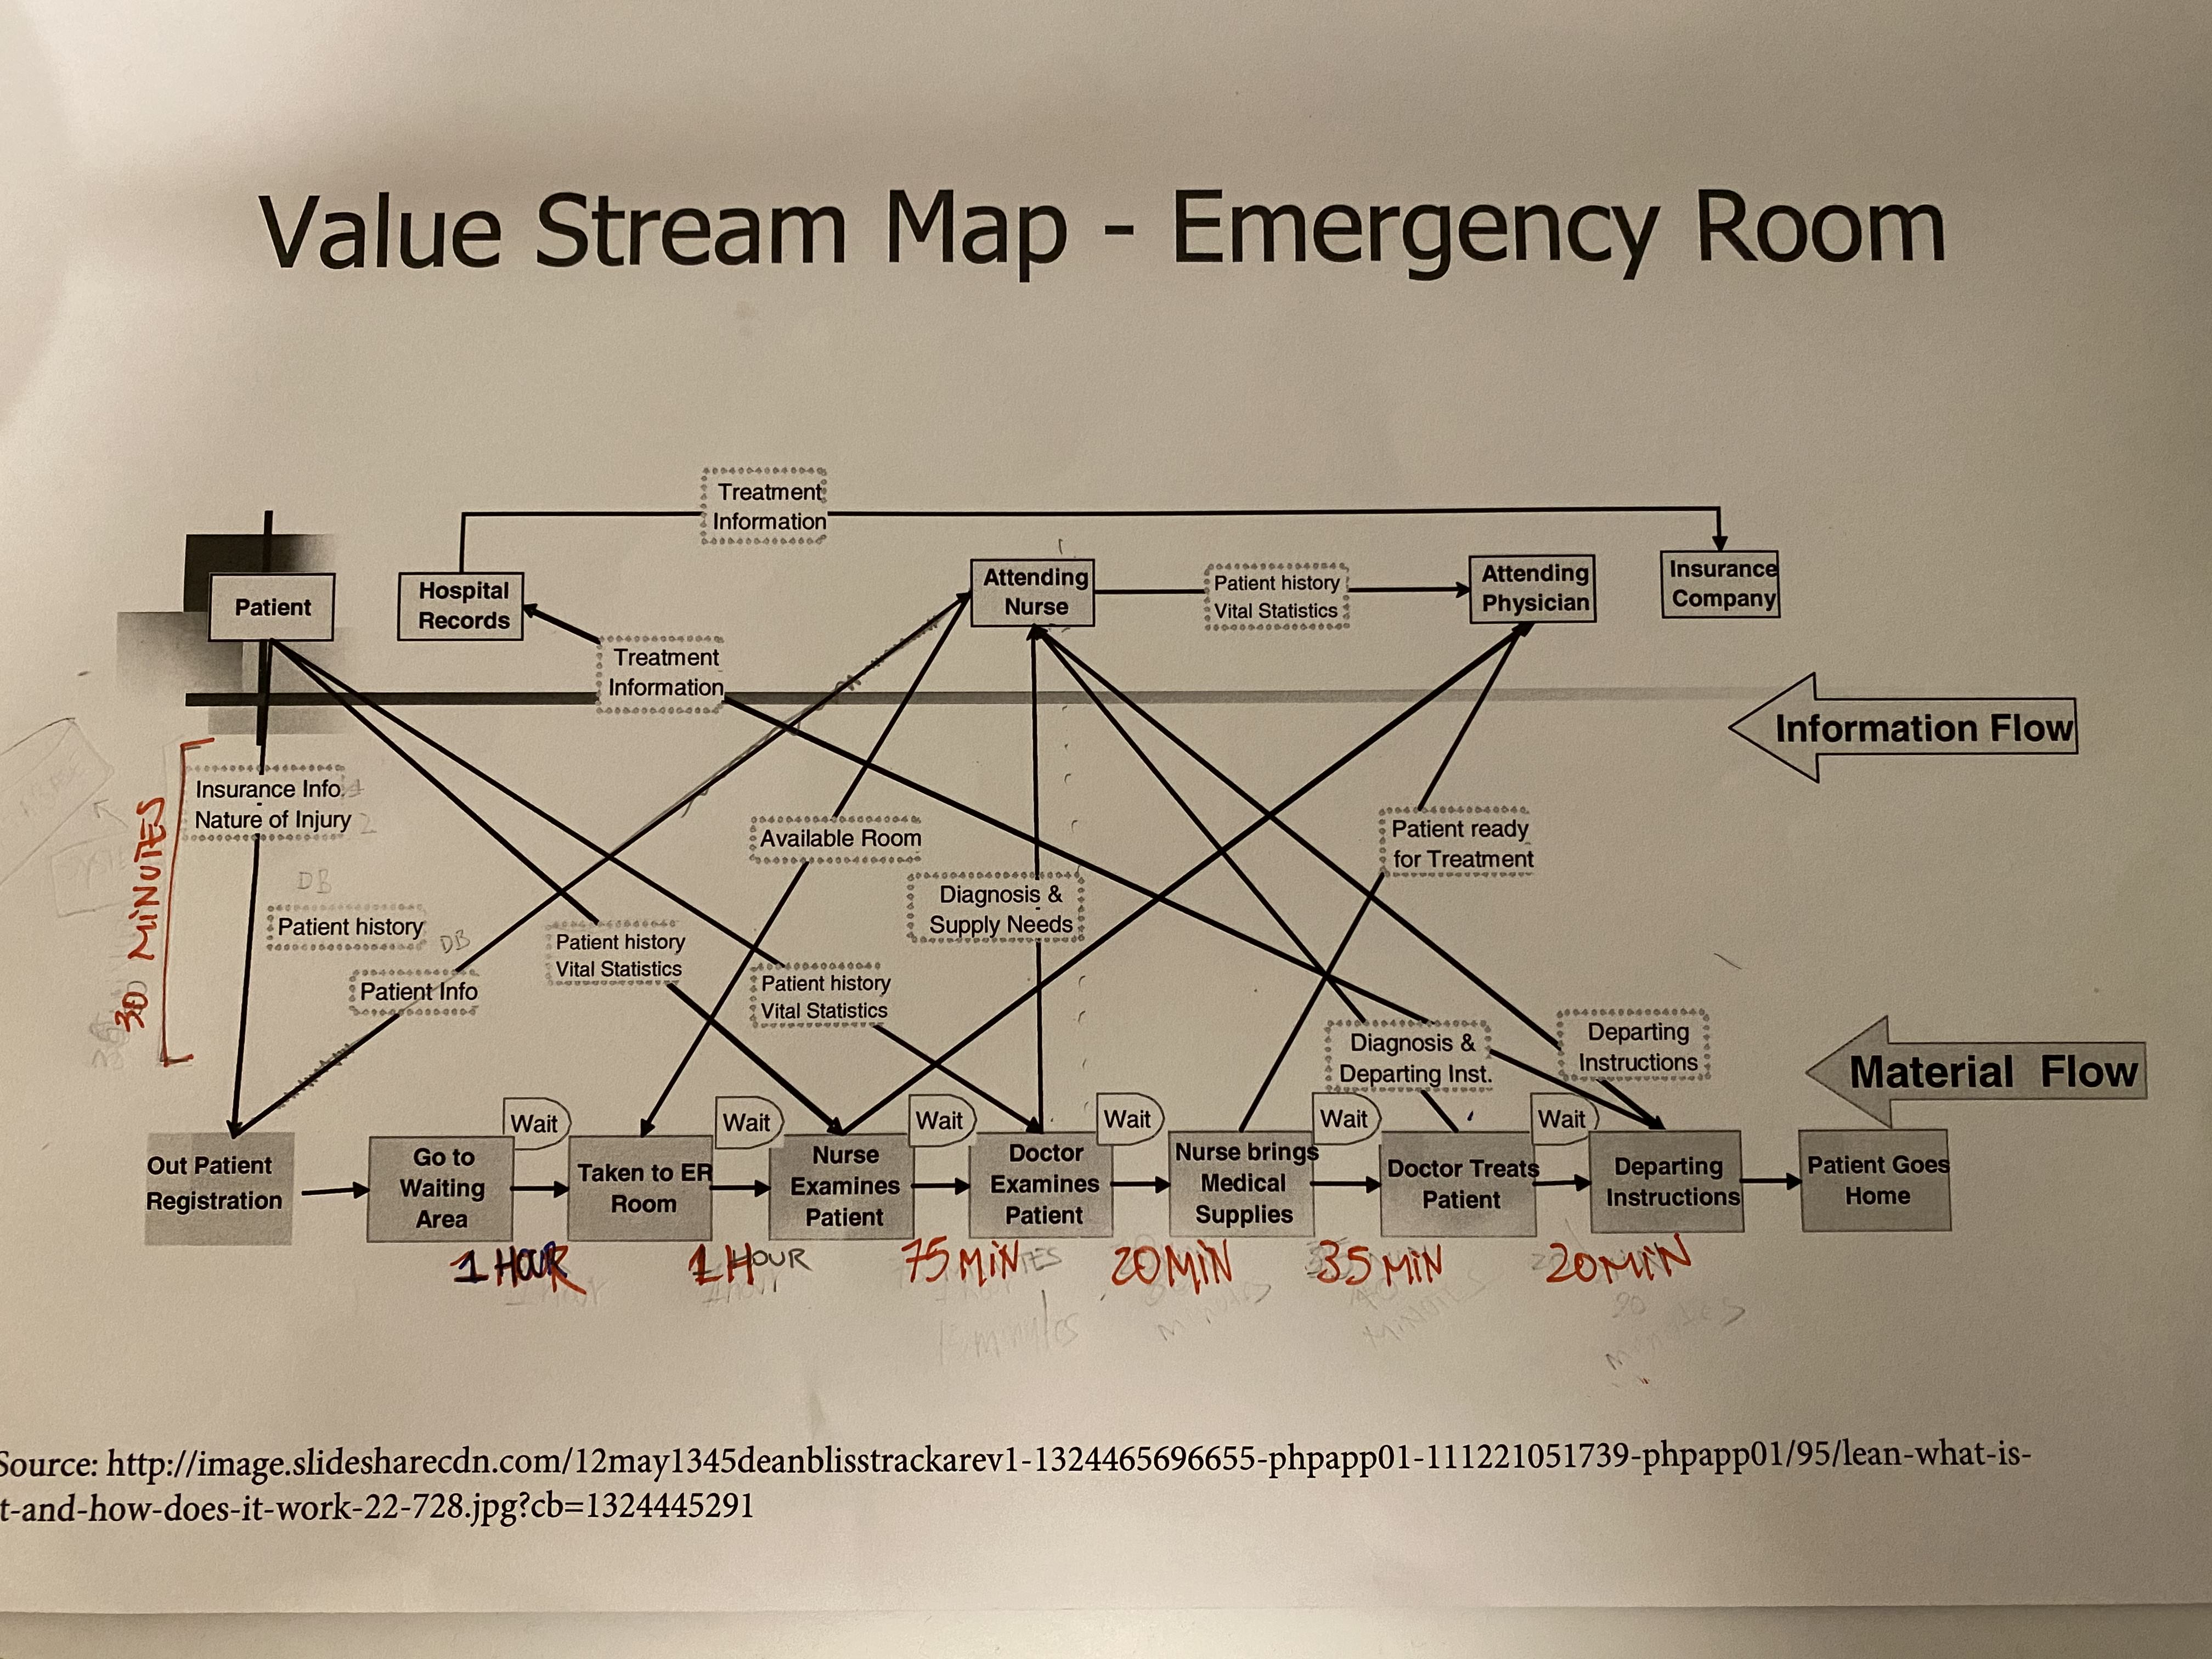 Value Stream Map - Emergency Room
Treatment
Information
Patient
Hospital
Records
Attending
Nurse
Patient history
Vital Statistics
Attending
Physician
Insurance
Company
Treatment
Information
Information Flow
Insurance Info
Nature of Injury
30 MINUTES
DB
Patient history
DB
Patient Info
Patient history
Vital Statistics
Available Room
Patient history
Vital Statistics
Diagnosis &
Supply Needs
Patient ready
for Treatment
Diagnosis &
Departing Inst.
Departing
Instructions
Material Flow
Wait
Wait
Wait
Wait
Wait
Wait
Out Patient
Registration
Go to
Waiting
Area
Taken to ER
Room
Nurse
Examines
Patient
Doctor
Examines
Patient
Nurse brings
Medical
Supplies
Doctor Treats
Patient
Departing
Instructions
Patient Goes
Home
1 HOUR
1 HOUR
75 MIN
20 MIN
35 MIN
20 MIN
Source: http://image.slidesharecdn.com/12may1345deanblisstrackarev1-1324465696655-phpapp01-111221051739-phpapp01/95/lean-what-is-
t-and-how-does-it-work-22-728.jpg?cb=1324445291